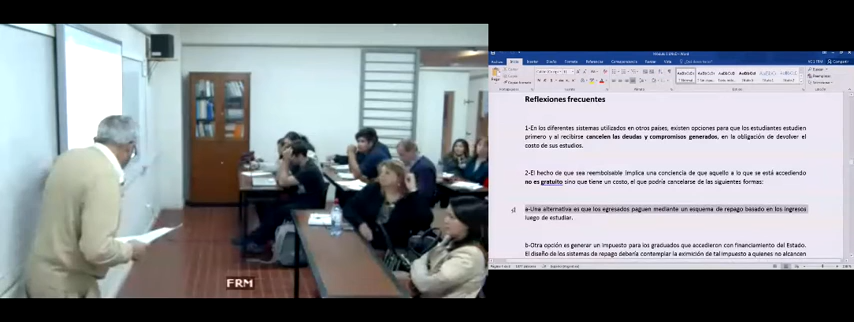 FRM
Reflexiones frecuentes
1-En los diferentes sistemas utilizados en otros países, existen opciones para que los estudiantes estudien
primero y al recibirse cancelen las deudas y compromisos generados, en la obligación de devolver el
costo de sus estudios.
2-El hecho de que sea reembolsable implica una conciencia de que aquello a lo que se está accediendo
no es gratuito sino que tiene un costo, el que podría cancelarse de las siguientes formas:
a-Una alternativa es que los egresados paguen mediante un esquema de repago basado en los ingresos
luego de estudiar.
b-Otra opción es generar un impuesto para los graduados que accedieron con financiamiento del Estado.
El diseño de los sistemas de repago debería contemplar la eximición de tal impuesto a quienes no alcancen